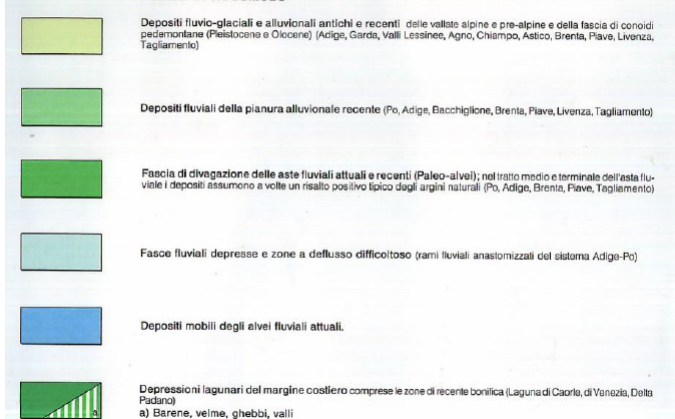 Depositi fluvio-glaciali e alluvionali antichi e recenti delle vallate alpine e pre-alpine e della fascia di conoidi
pedemontane (Pleistocene e Olocene) (Adige, Garda, Valli Lessinee, Agno, Chiampo, Astico, Brenta, Piave, Livenza,
Tagliamento)
Depositi fluviali della pianura alluvionale recente (Po, Adige, Bacchiglione, Brenta, Piave, Livenza, Tagliamento)
Fascia di divagazione delle aste fluviali attuali e recenti (Paleo-alvei); nel tratto medio e terminale dell'asta flu-
viale i depositi assumono a volte un risalto positivo tipico degli argini naturali (Po, Adige, Brenta, Piave, Tagliamento)
Fasce fluviali depresse e zone a deflusso difficoltoso (rami fluviali anastomizzati del sistema Adige-Po)
Depositi mobili degli alvei fluviali attuali.
Depressioni lagunari del margine costiero comprese le zone di recente bonifica (Laguna di Caorle, di Venezia, Delta
Padano)
a) Barene, velme, ghebbi, valli
a